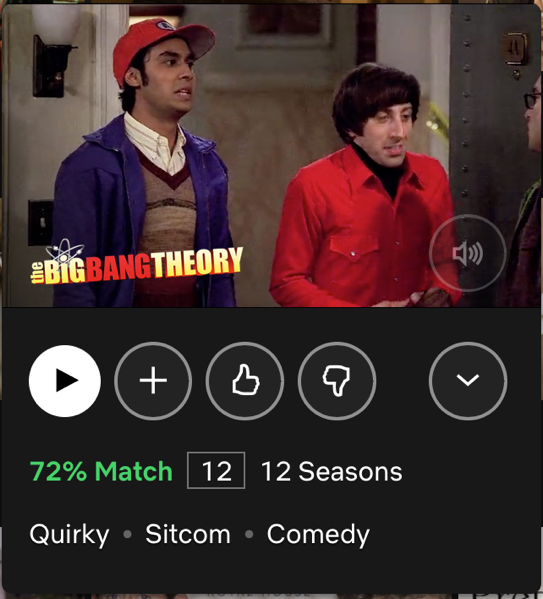 the BIG BANG THEORY
72% Match 12 12 Seasons
Quirky • Sitcom • Comedy